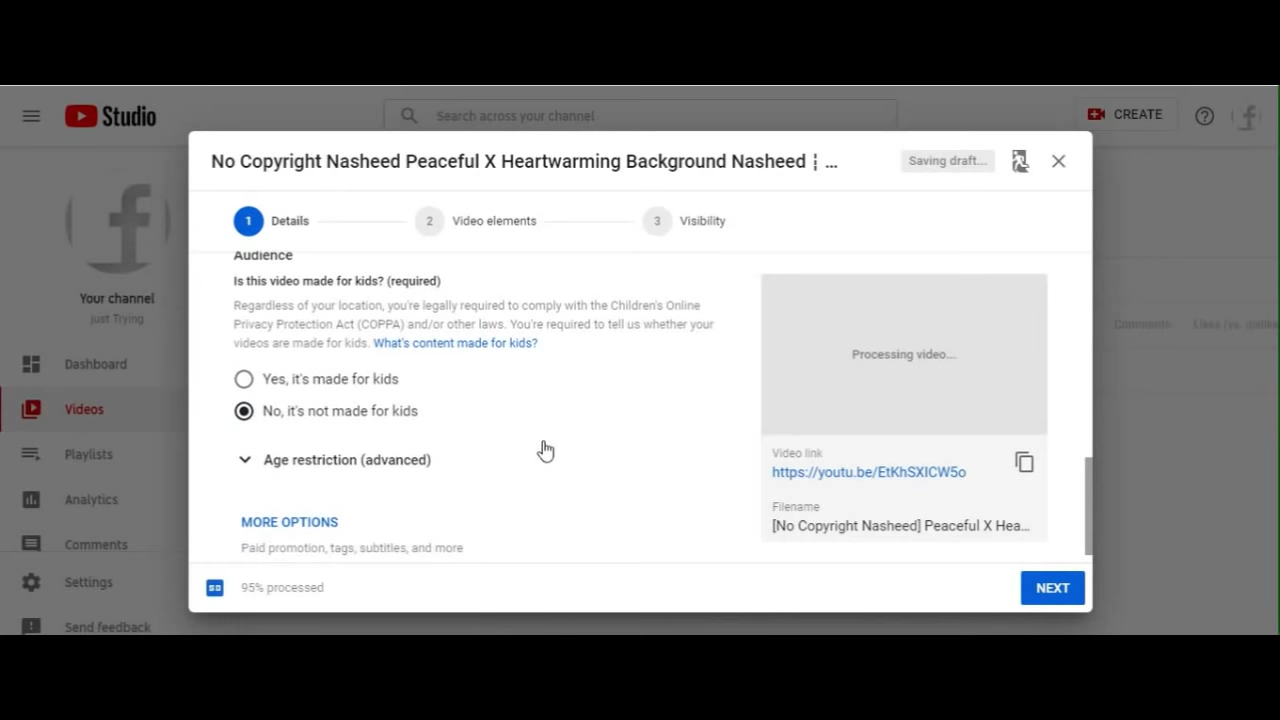 Studio
Search across your channel
CREATE
No Copyright Nasheed Peaceful X Heartwarming Background Nasheed ¦ ...
Saving draft...
1 Details
2 Video elements
3 Visibility
Your channel
just Trying
Dashboard
Videos
Playlists
Analytics
Comments
Settings
Send feedback
Audience
Is this video made for kids? (required)
Regardless of your location, you're legally required to comply with the Children's Online
Privacy Protection Act (COPPA) and/or other laws. You're required to tell us whether your
videos are made for kids. What's content made for kids?
Yes, it's made for kids
No, it's not made for kids
Age restriction (advanced)
MORE OPTIONS
Paid promotion, tags, subtitles, and more
Processing video...
Video link
https://youtu.be/EtKhSXICW5o
Filename
[No Copyright Nasheed] Peaceful X Hea...
Comments
Likes (vs.
SD
95% processed
NEXT